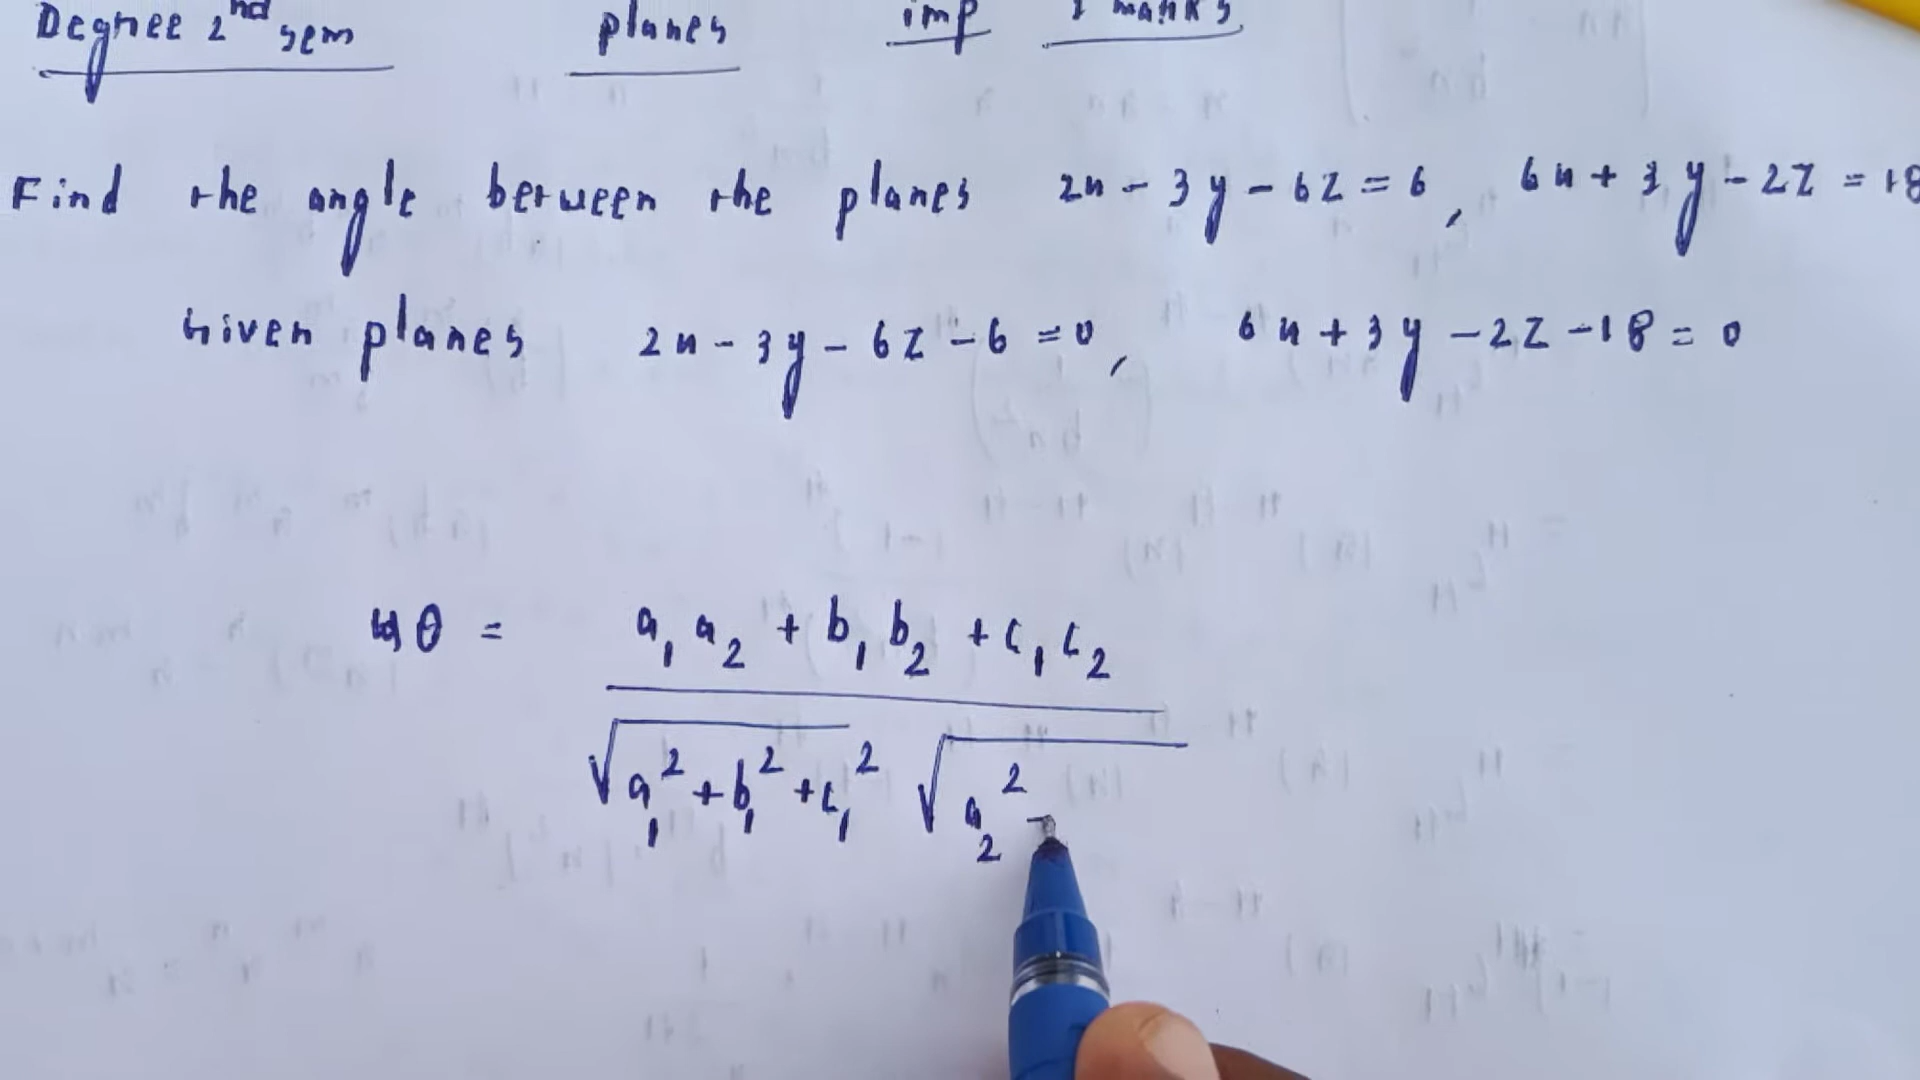 Degree 2nd sem planes imp marks
Find the angle between the planes 2x - 3y - 6z = 6, 6x + 3y - 2z = 18
Given planes 2x - 3y - 6z - 6 = 0, 6x + 3y - 2z - 18 = 0
cos θ = a₁a₂ + b₁b₂ + c₁c₂
√a₁² + b₁² + c₁² √a₂²